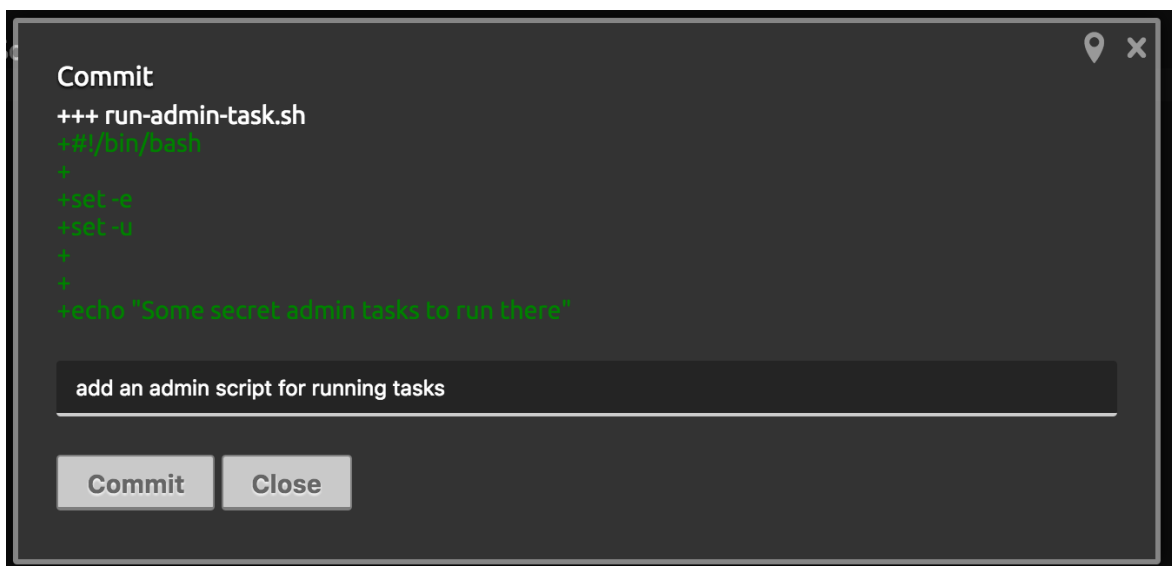 Commit
+++ run-admin-task.sh
+#!/bin/bash
+
+set -e
+set -u
+
+
+echo "Some secret admin tasks to run there"
add an admin script for running tasks
Commit Close